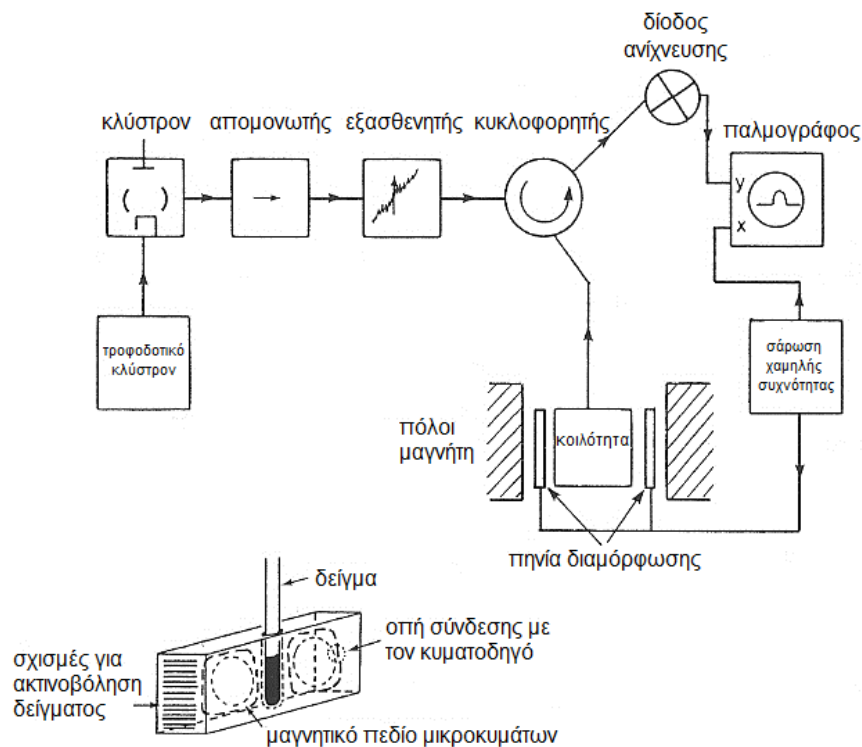 δίοδος
ανίχνευσης
κλύστρον
απομονωτής
εξασθενητής
κυκλοφορητής
παλμογράφος
y
x
τροφοδοτικό
κλύστρον
σάρωση
χαμηλής
συχνότητας
πόλοι
μαγνήτη
κοιλότητα
πηνία διαμόρφωσης
δείγμα
οπή σύνδεσης με
τον κυματοδηγό
σχισμές για
ακτινοβόληση
δείγματος
μαγνητικό πεδίο μικροκυμάτων